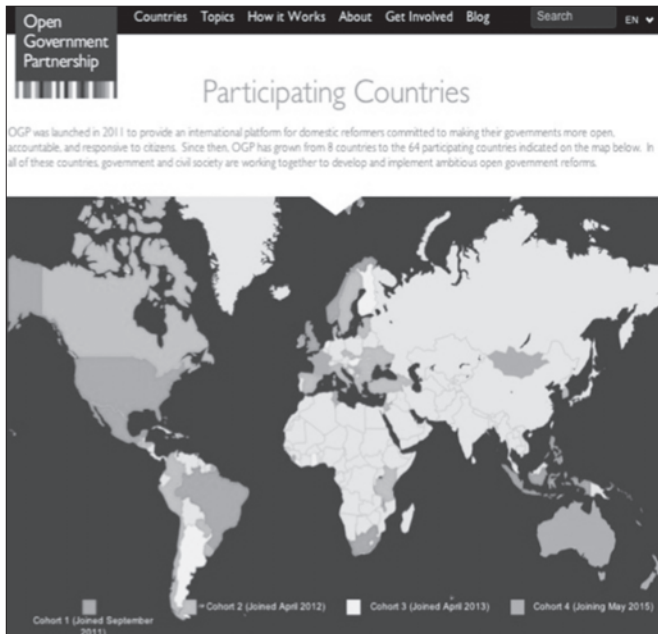 Open
Government
Partnership
Countries Topics How it Works About Get Involved Blog
Search
EN
Participating Countries
OGP was launched in 2011 to provide an international platform for domestic reformers committed to making their governments more open,
accountable, and responsive to citizens. Since then, OGP has grown from 8 countries to the 64 participating countries indicated on the map below. In
all of these countries, government and civil society are working together to develop and implement ambitious open government reforms.
Cohort 1 (Joined September
2011)
Cohort 2 (Joined April 2012)
Cohort 3 (Joined April 2013)
Cohort 4 (Joining May 2015)